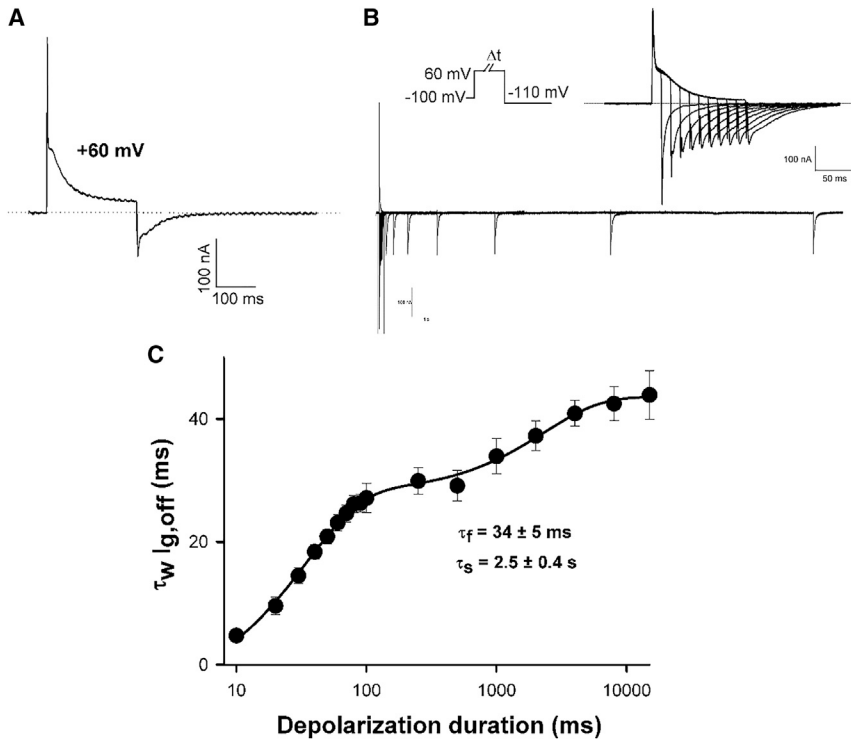 A
+60 mV
100 nA
100 ms
B
Δt
60 mV
-100 mV
-110 mV
100 nA
50 ms
100 nA
C
τw Ig,off (ms)
40
20
0
τf = 34 ± 5 ms
τs = 2.5 ± 0.4 s
10
100
1000
10000
Depolarization duration (ms)